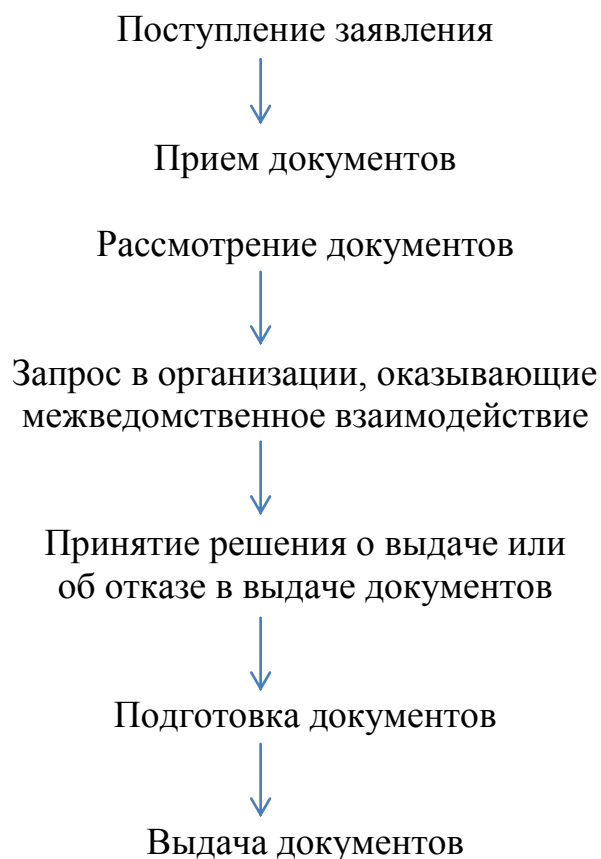 Поступление заявления
Прием документов
Рассмотрение документов
Запрос в организации, оказывающие
межведомственное взаимодействие
Принятие решения о выдаче или
об отказе в выдаче документов
Подготовка документов
Выдача документов